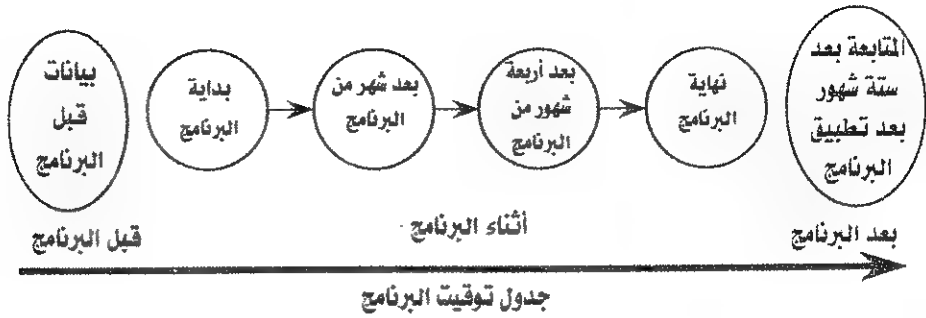 بيانات
قبل
البرنامج
بداية
البرنامج
بعد شهر من
البرنامج
بعد أربعة
شهور من
البرنامج
نهاية
البرنامج
المتابعة بعد
ستة شهور
بعد تطبيق
البرنامج
قبل البرنامج
أثناء البرنامج
بعد البرنامج
جدول توقيت البرنامج